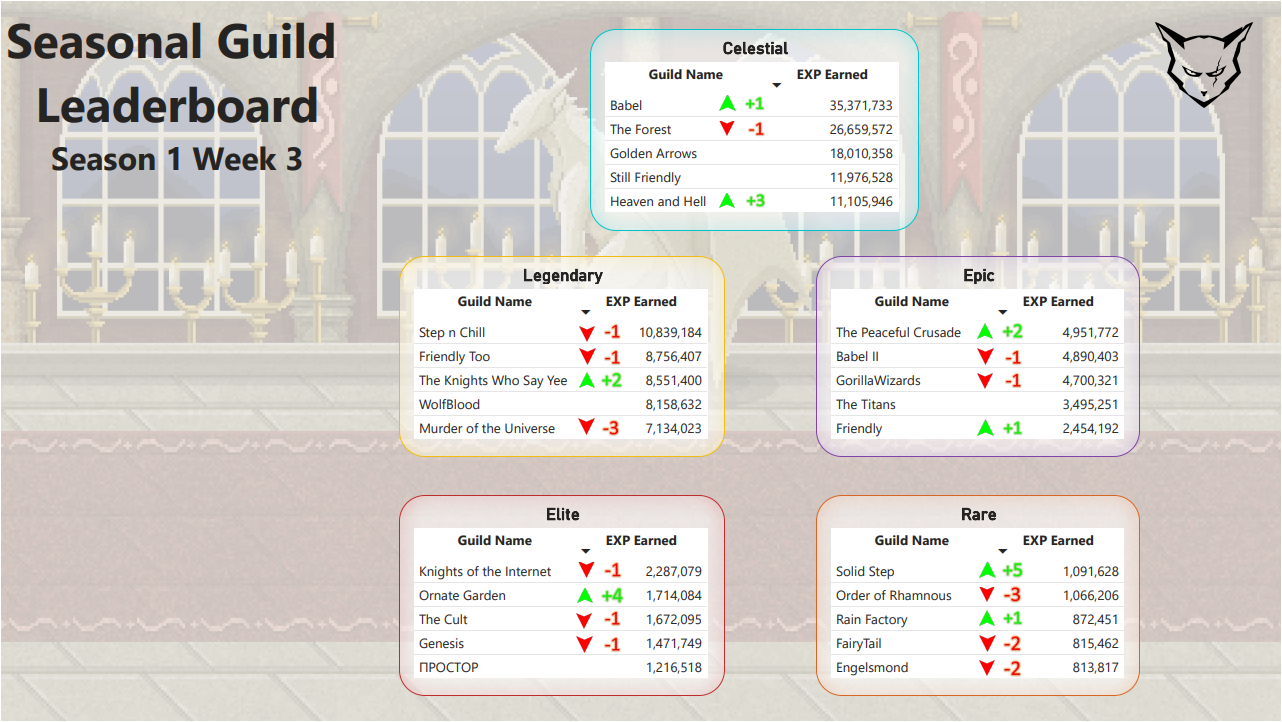 Seasonal Guild
Leaderboard
Season 1 Week 3
Celestial
Guild Name EXP Earned
Babel +1 35,371,733
The Forest -1 26,659,572
Golden Arrows 18,010,358
Still Friendly 11,976,528
Heaven and Hell +3 11,105,946
Legendary
Guild Name EXP Earned
Step n Chill -1 10,839,184
Friendly Too -1 8,756,407
The Knights Who Say Yee +2 8,551,400
WolfBlood 8,158,632
Murder of the Universe -3 7,134,023
Epic
Guild Name EXP Earned
The Peaceful Crusade +2 4,951,772
Babel II -1 4,890,403
GorillaWizards -1 4,700,321
The Titans 3,495,251
Friendly +1 2,454,192
Elite
Guild Name EXP Earned
Knights of the Internet -1 2,287,079
Ornate Garden +4 1,714,084
The Cult -1 1,672,095
Genesis -1 1,471,749
ПРОСТОР 1,216,518
Rare
Guild Name EXP Earned
Solid Step +5 1,091,628
Order of Rhamnous -3 1,066,206
Rain Factory +1 872,451
FairyTail -2 815,462
Engelsmond -2 813,817